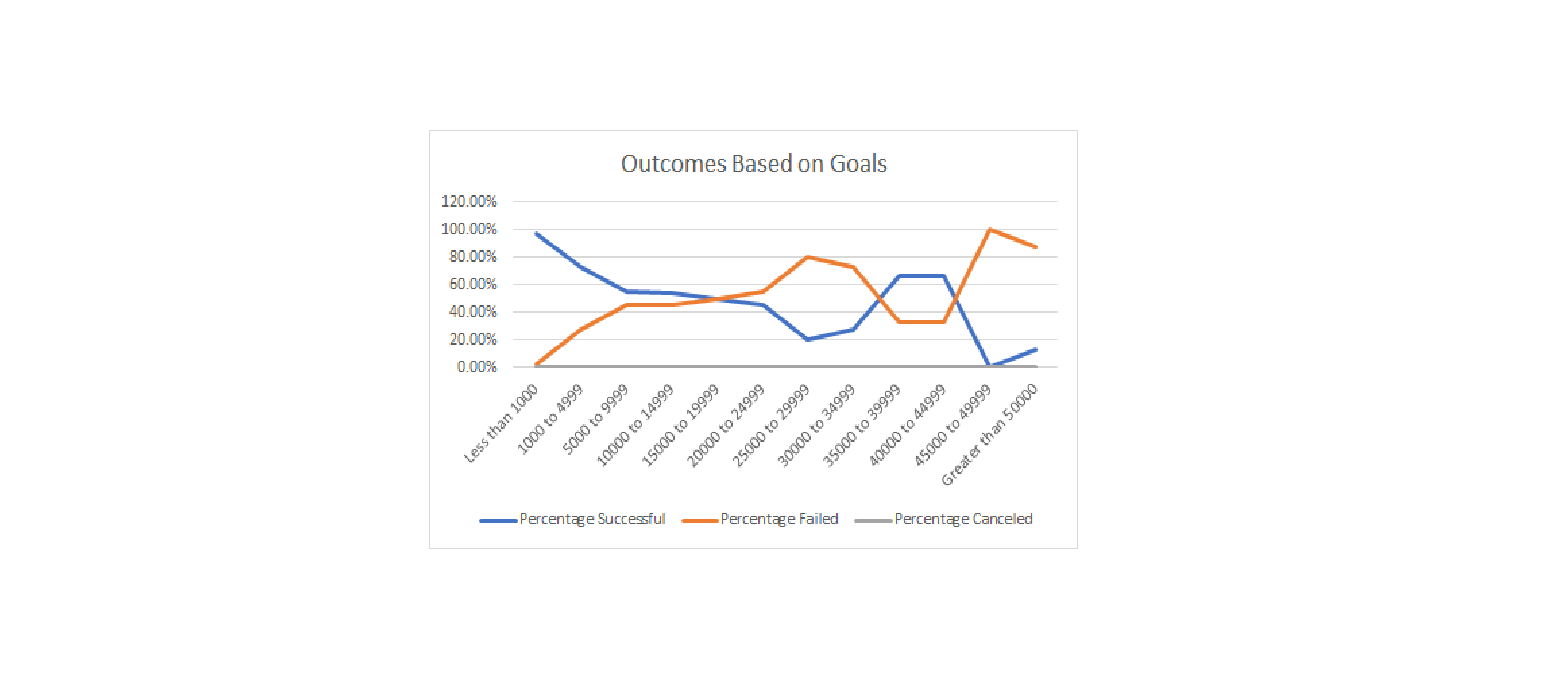 Outcomes Based on Goals
120.00%
100.00%
80.00%
60.00%
40.00%
20.00%
0.00%
Less than 1000
1000 to 4999
5000 to 9999
10000 to 14999
15000 to 19999
20000 to 24999
25000 to 29999
30000 to 34999
35000 to 39999
40000 to 44999
45000 to 49999
Greater than 50000
Percentage Successful
Percentage Failed
Percentage Canceled